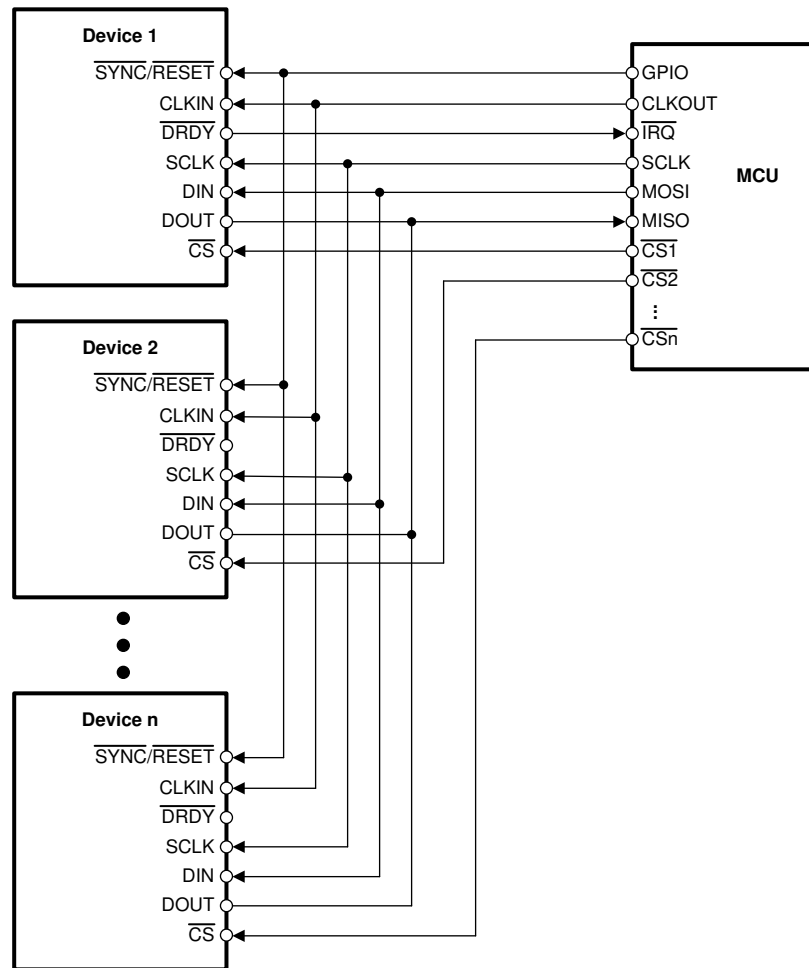 Device 1
SYNC/RESET
CLKIN
DRDY
SCLK
DIN
DOUT
CS
Device 2
SYNC/RESET
CLKIN
DRDY
SCLK
DIN
DOUT
CS
Device n
SYNC/RESET
CLKIN
DRDY
SCLK
DIN
DOUT
CS
MCU
GPIO
CLKOUT
IRQ
SCLK
MOSI
MISO
CS1
CS2
⋮
CSn